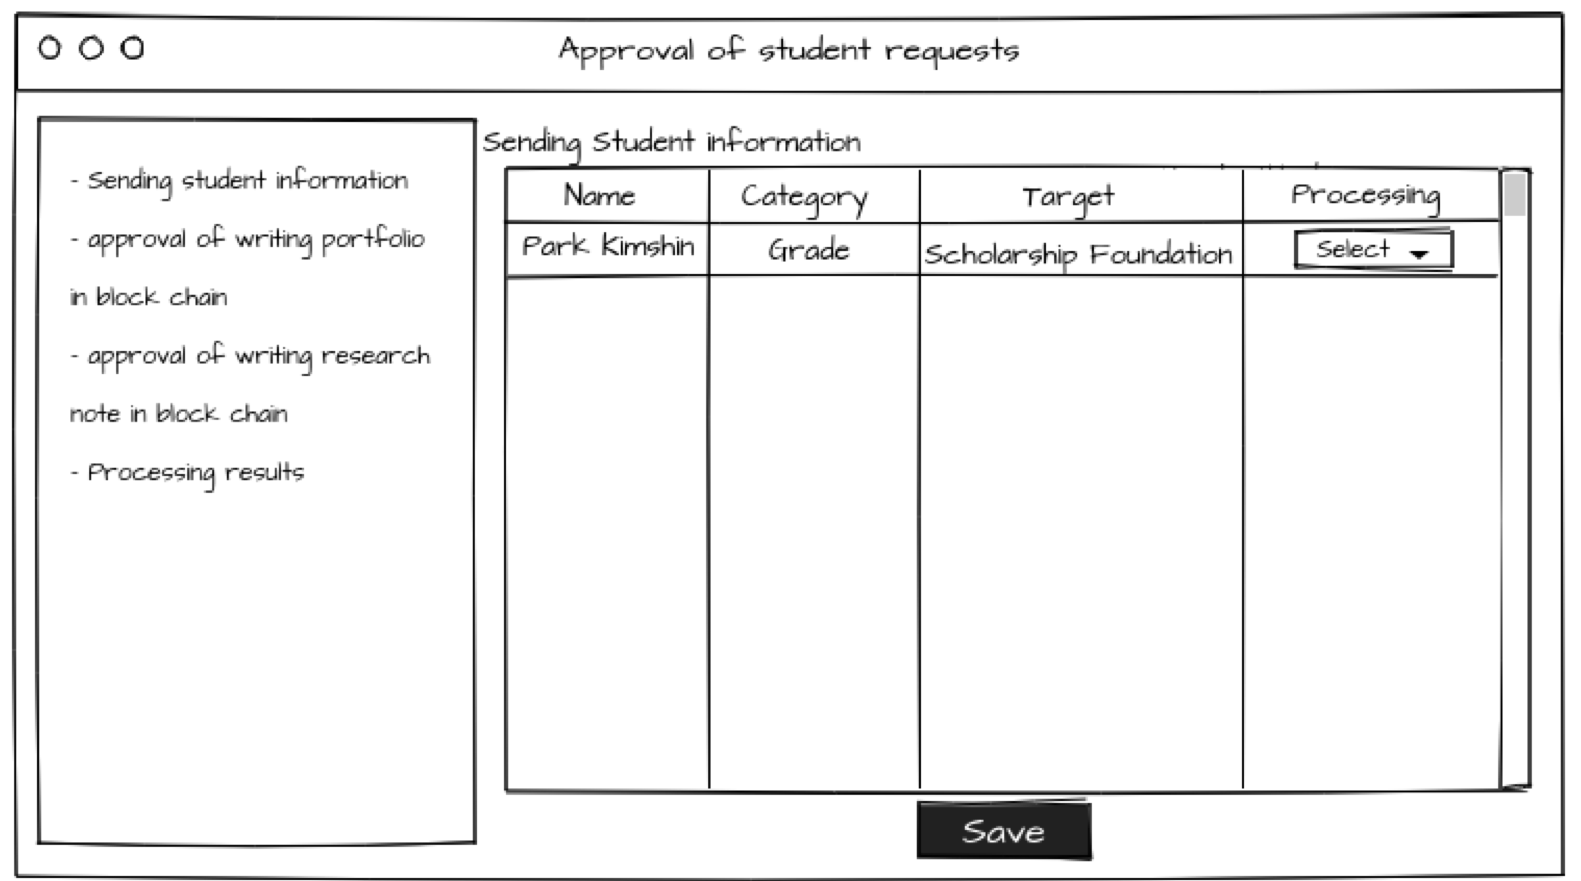 Approval of student requests
- Sending student information
- approval of writing portfolio
in block chain
- approval of writing research
note in block chain
- Processing results
Sending Student information
Name Category Target Processing
Park Kimshin Grade Scholarship Foundation Select
Save